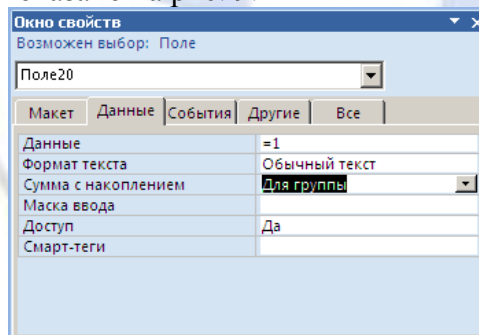 Окно свойств
Возможен выбор: Поле
Поле20
Макет Данные События Другие Все
Данные =1
Формат текста Обычный текст
Сумма с накоплением Для группы
Маска ввода
Доступ Да
Смарт-теги